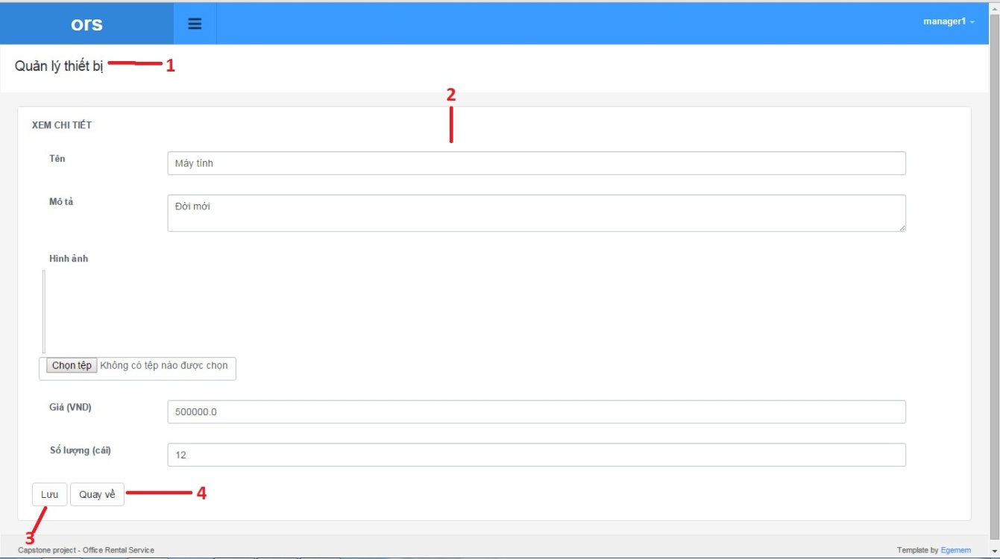 ors
manager1
Quản lý thiết bị
1
2
XEM CHI TIẾT
Tên
Máy tính
Mô tả
Đời mới
Hình ảnh
Chọn tệp Không có tệp nào được chọn
Giá (VND)
500000.0
Số lượng (cái)
12
Lưu Quay về
4
3
Capstone project - Office Rental Service
Template by Egemem